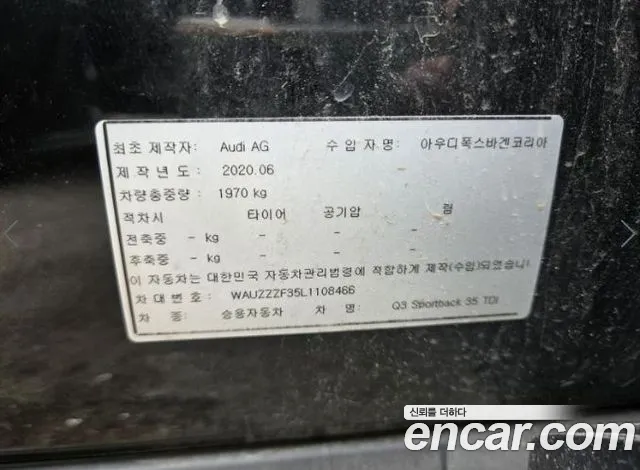 최초 제작자: Audi AG 수 입 자 명: 아우디폭스바겐코리아
제 작 년 도 : 2020.06
차량총중량 : 1970 kg
적차시 타이어 공기압 림
전축중 - kg - - -
후축중 - kg - - -
이 자동차는 대한민국 자동차관리법령에 적합하게 제작(수입)되었습니
차 대 번 호 : WAUZZZF35L1108466
차 종: 승용자동차 차 명: Q3 Sportback 35 TDI
신뢰를 더하다
encar.com